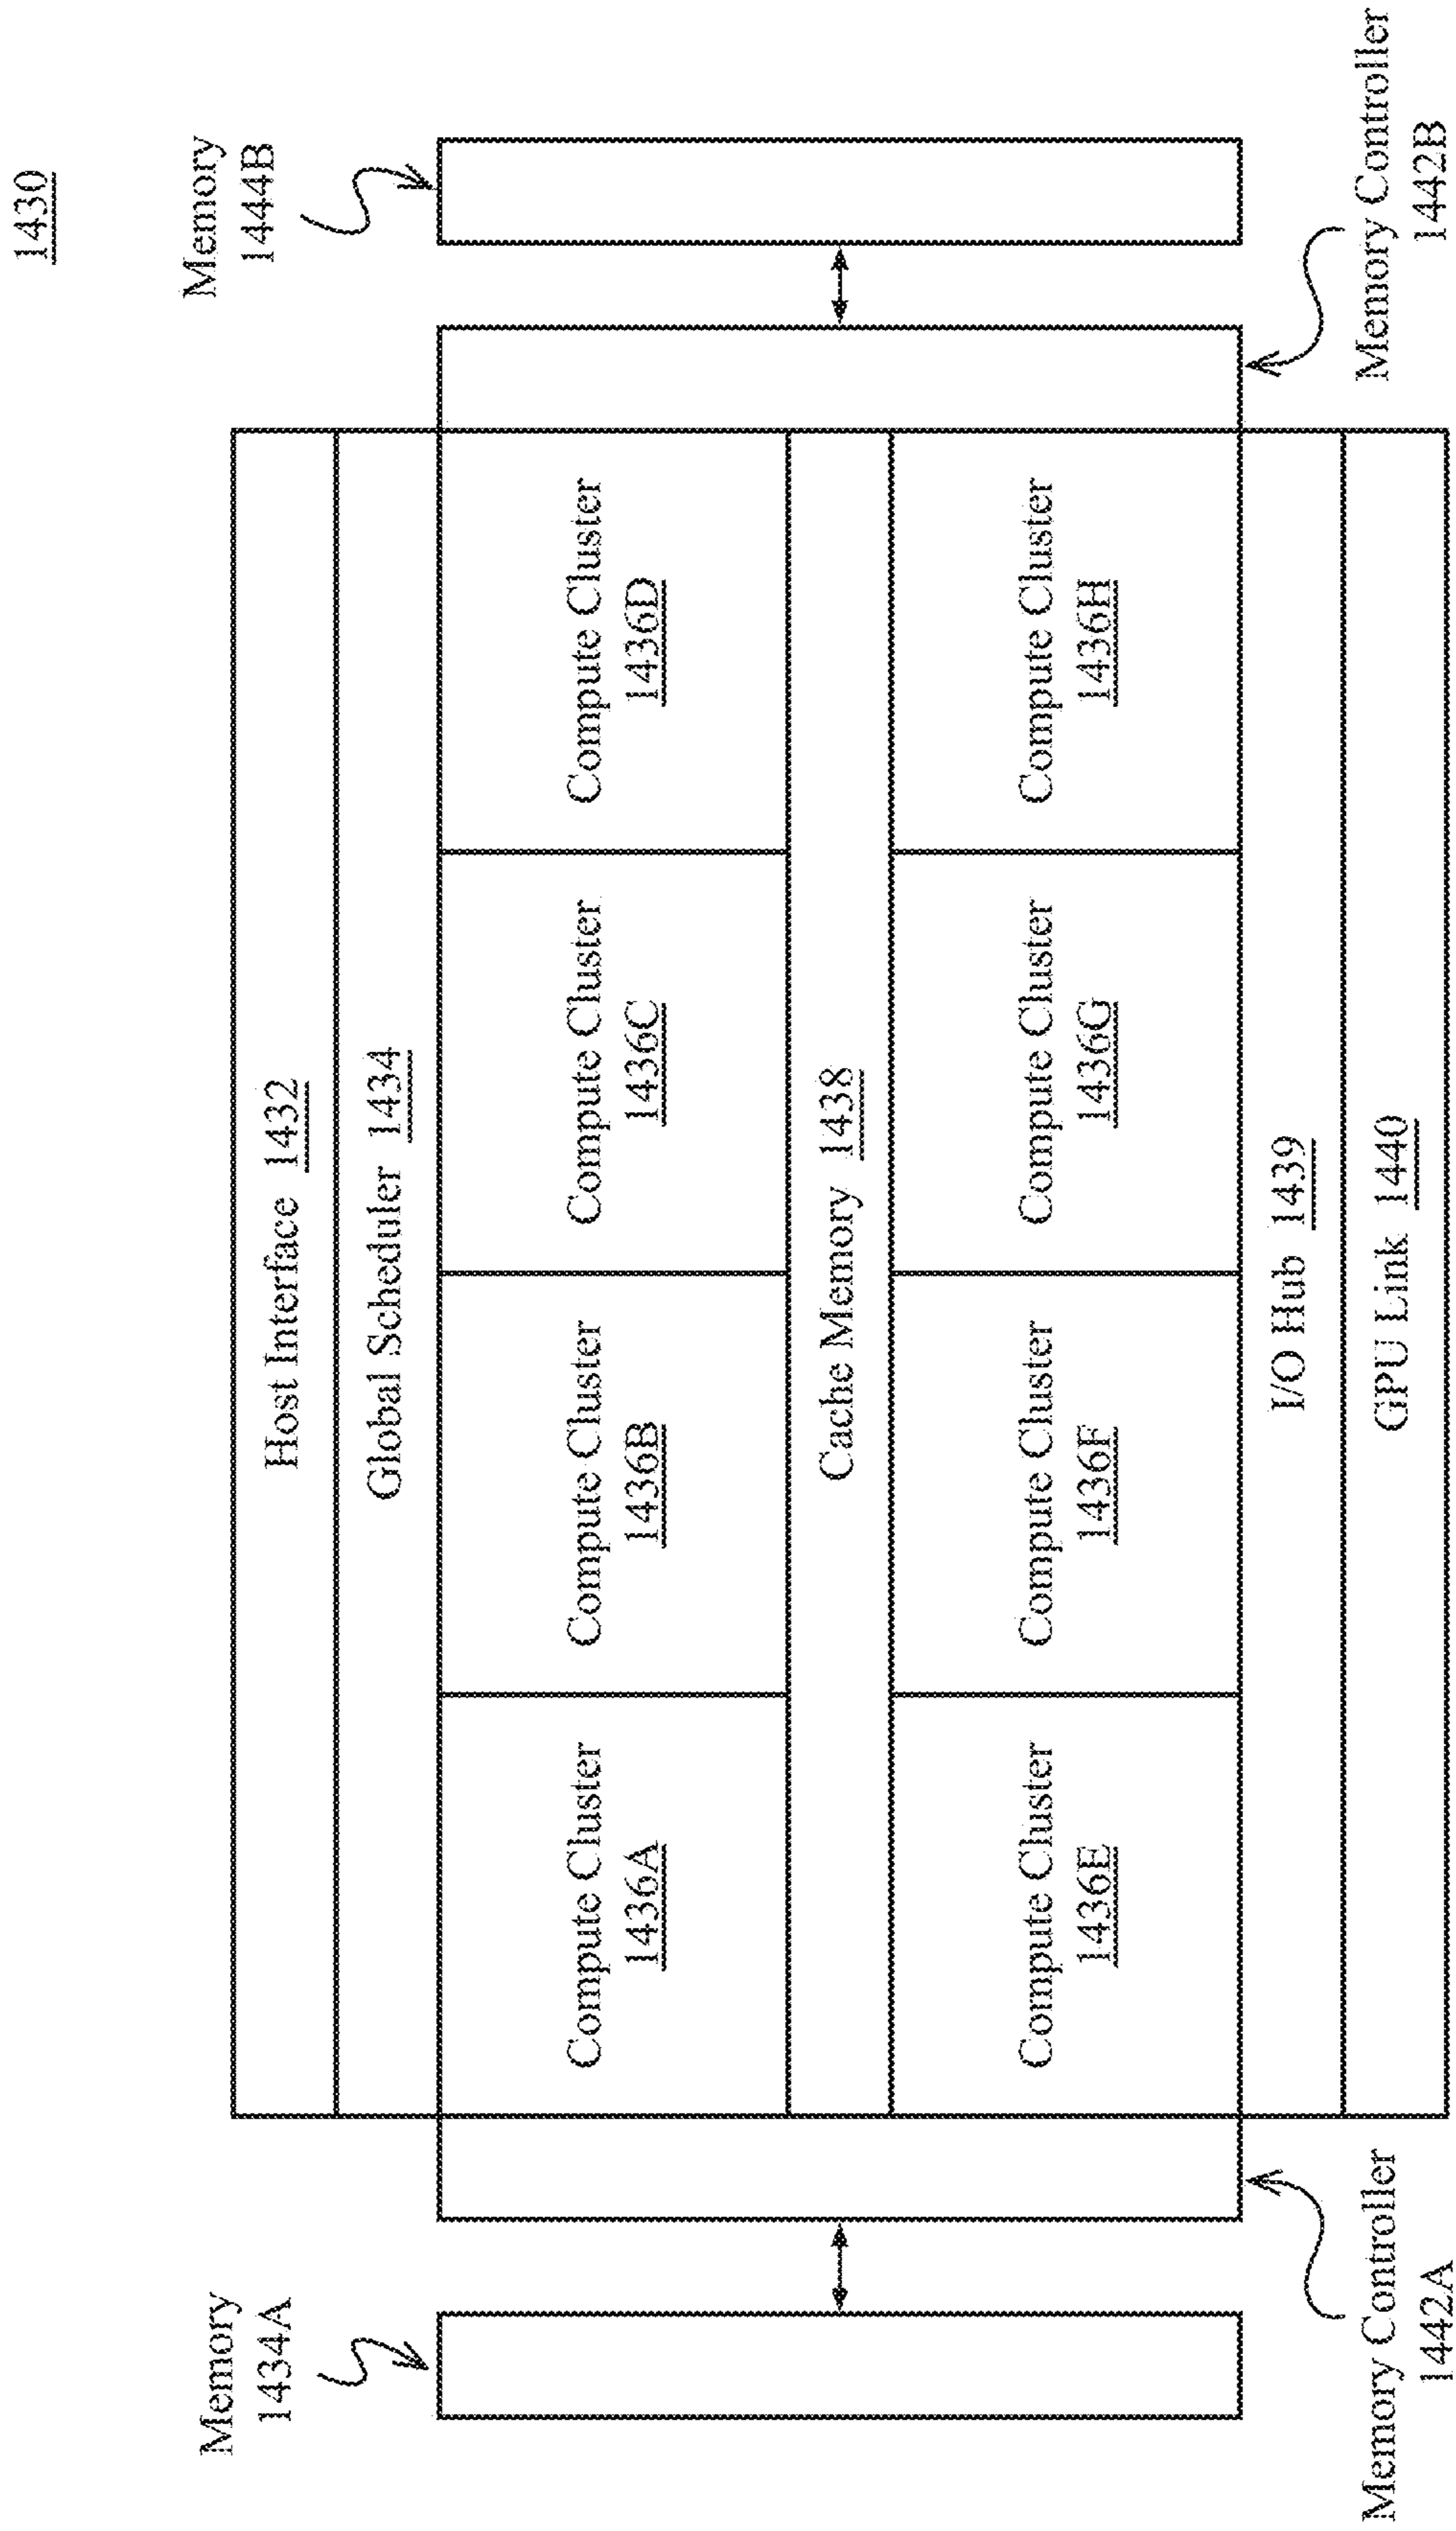 1430
Memory
1434A
Memory
1444B
Host Interface 1432
Global Scheduler 1434
Compute Cluster
1436A
Compute Cluster
1436B
Compute Cluster
1436C
Compute Cluster
1436D
Cache Memory 1438
Compute Cluster
1436E
Compute Cluster
1436F
Compute Cluster
1436G
Compute Cluster
1436H
I/O Hub 1439
GPU Link 1440
Memory Controller
1442A
Memory Controller
1442B